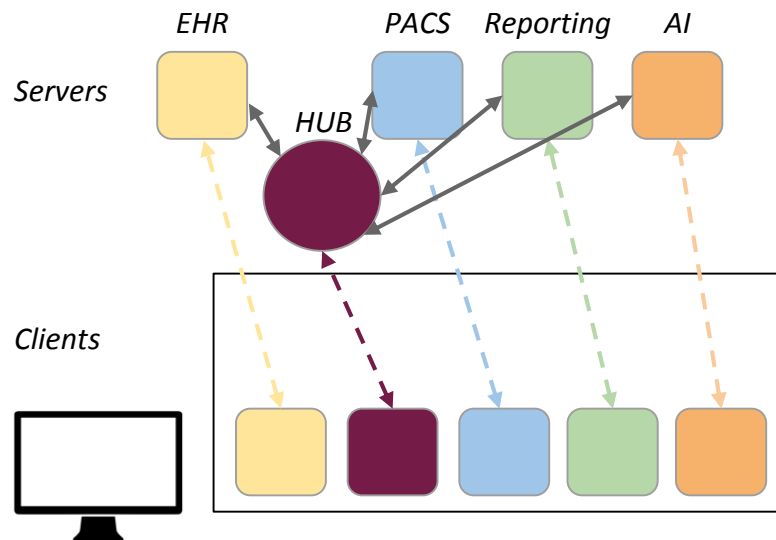 EHR
PACS
Reporting
AI
Servers
HUB
Clients